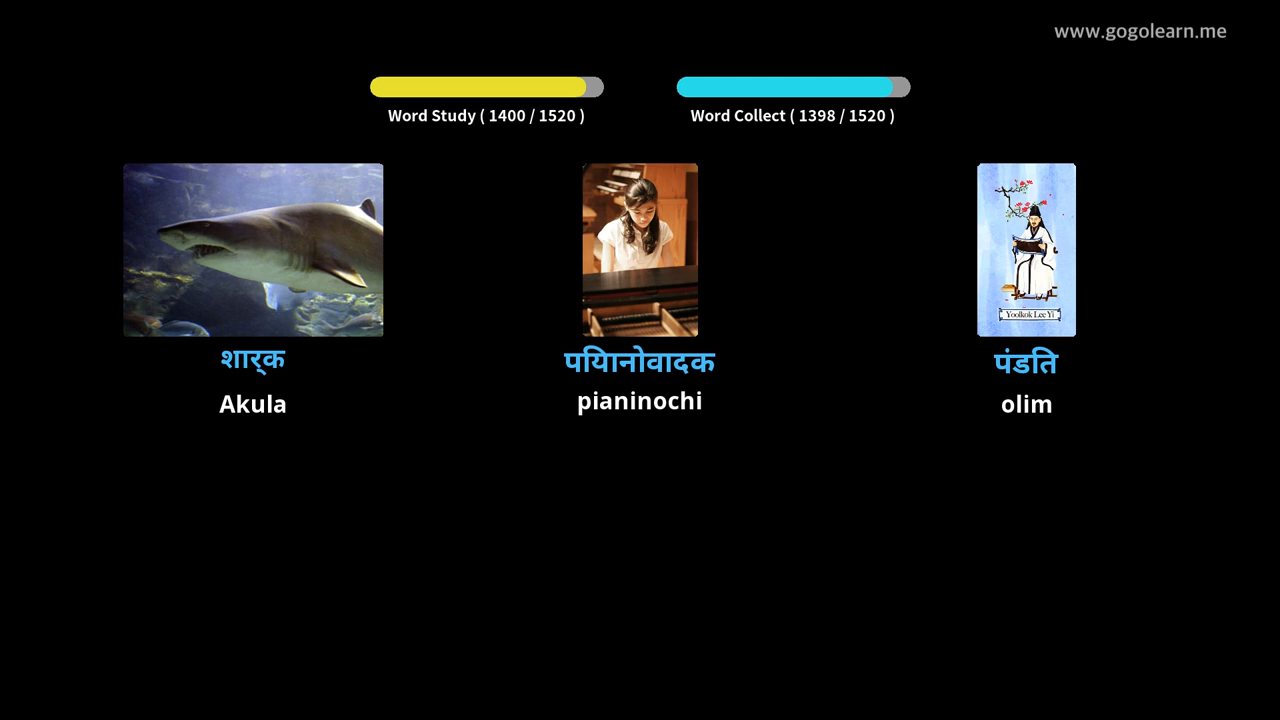 www.gogolearn.me
Word Study ( 1400 / 1520 )
Word Collect ( 1398 / 1520 )
Yoolkok Lee Yi
शार्क
पियानोवादक
पंडित
Akula
pianinochi
olim